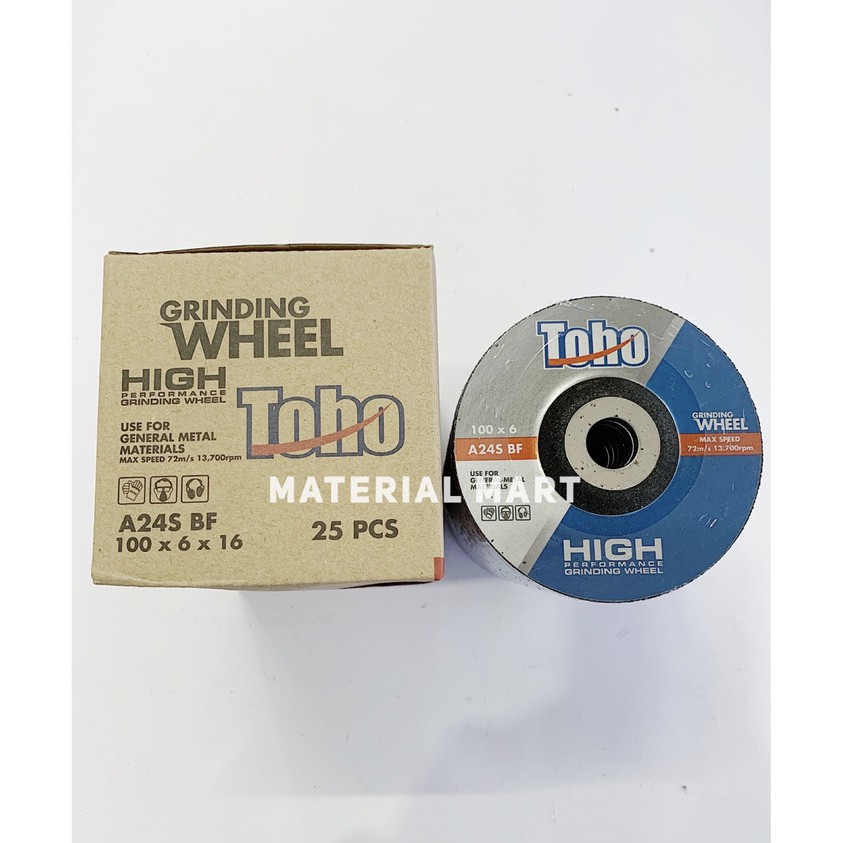 GRINDING
WHEEL
HIGH
PERFORMANCE
GRINDING WHEEL
Toho
USE FOR
GENERAL METAL
MATERIALS
MAX SPEED 72m/s 13,700rpm
A24S BF
100 x 6 x 16
25 PCS
Toho
100 x 6
A24S BF
USE FOR
GENERAL METAL
MATERIALS
GRINDING
WHEEL
MAX SPEED
72m/s 13.700rpm
HIGH
PERFORMANCE
GRINDING WHEEL
MATERIAL MART